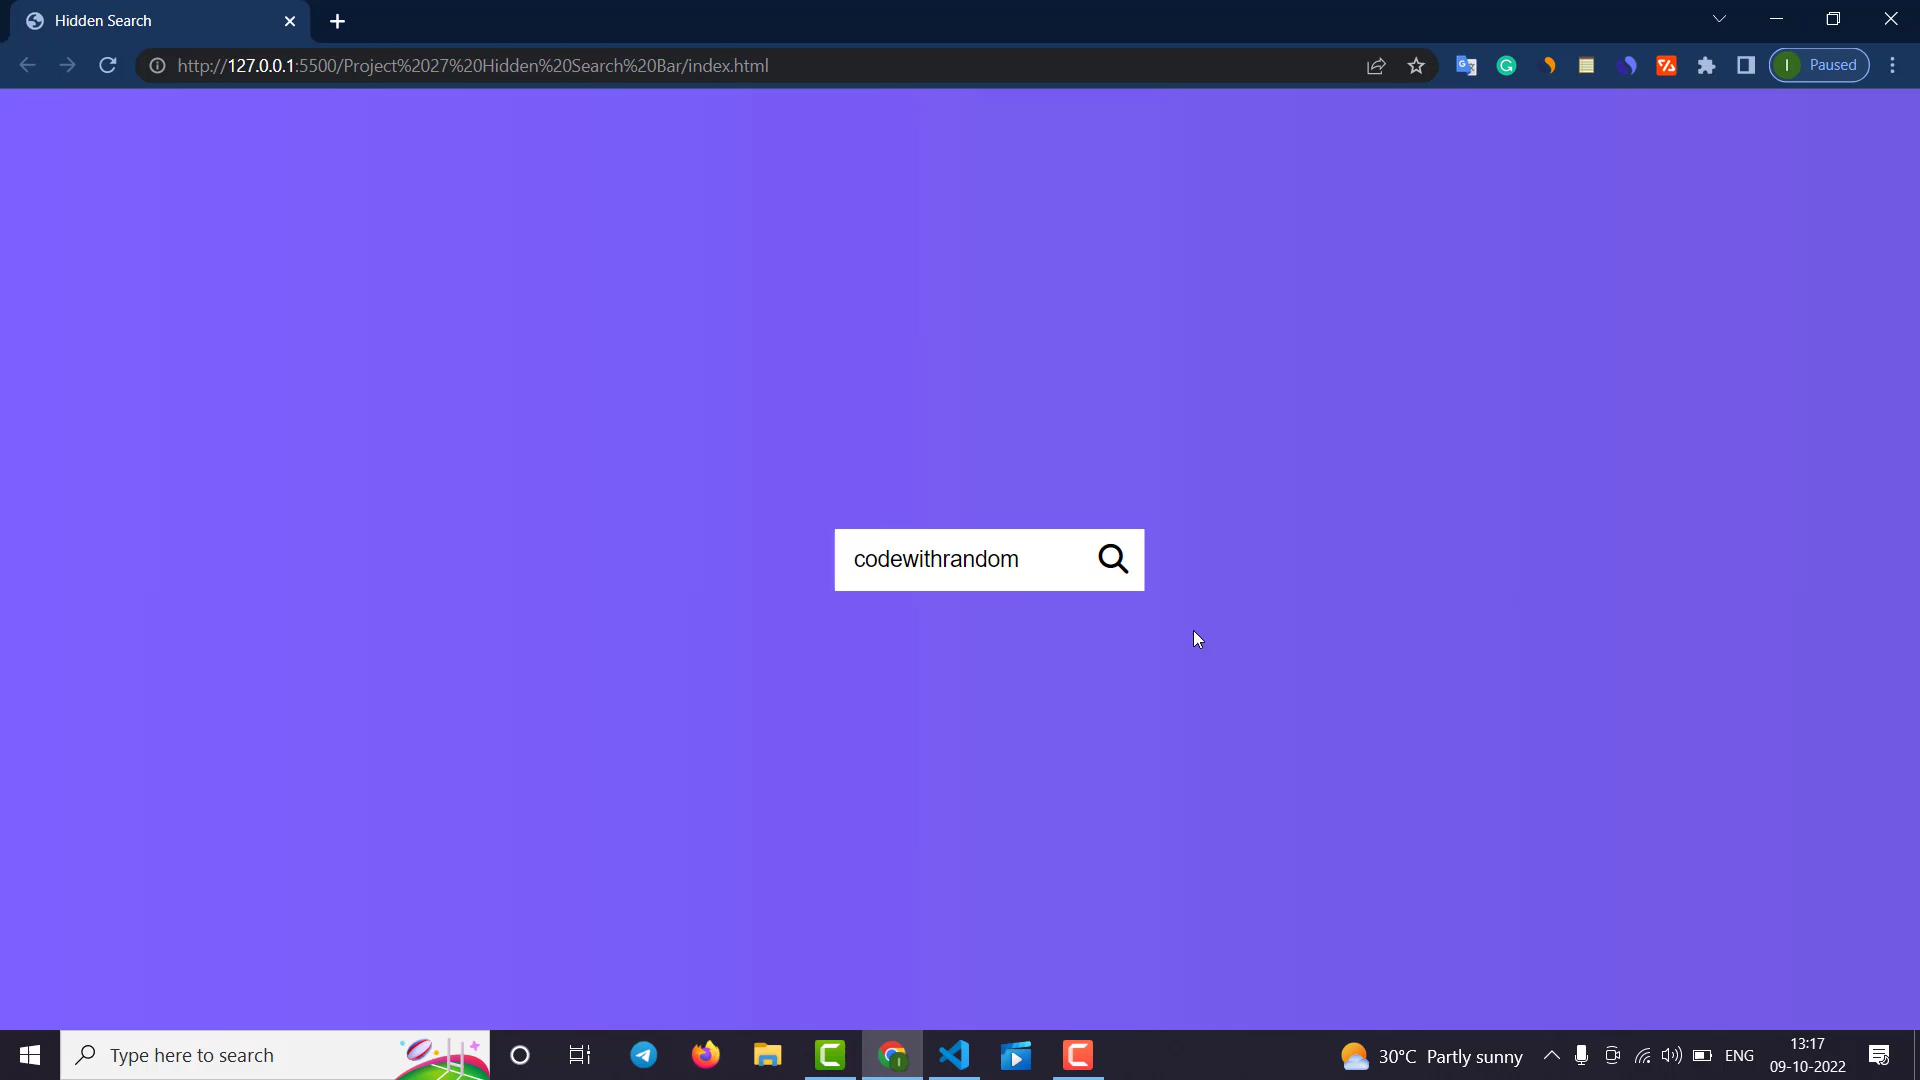 Hidden Search
http://127.0.0.1:5500/Project%2027%20Hidden%20Search%20Bar/index.html
I
Paused
codewithrandom
Type here to search
30°C Partly sunny
ENG
13:17
09-10-2022